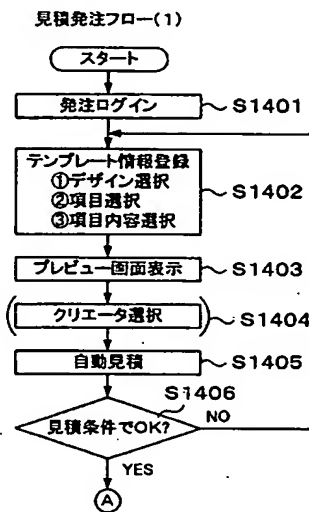 見積発注フロー(1)
スタート
発注ログイン
S1401
テンプレート情報登録
①デザイン選択
②項目選択
③項目内容選択
S1402
プレビュー画面表示
S1403
(クリエータ選択)
S1404
自動見積
S1405
S1406
見積条件でOK?
NO
YES
A